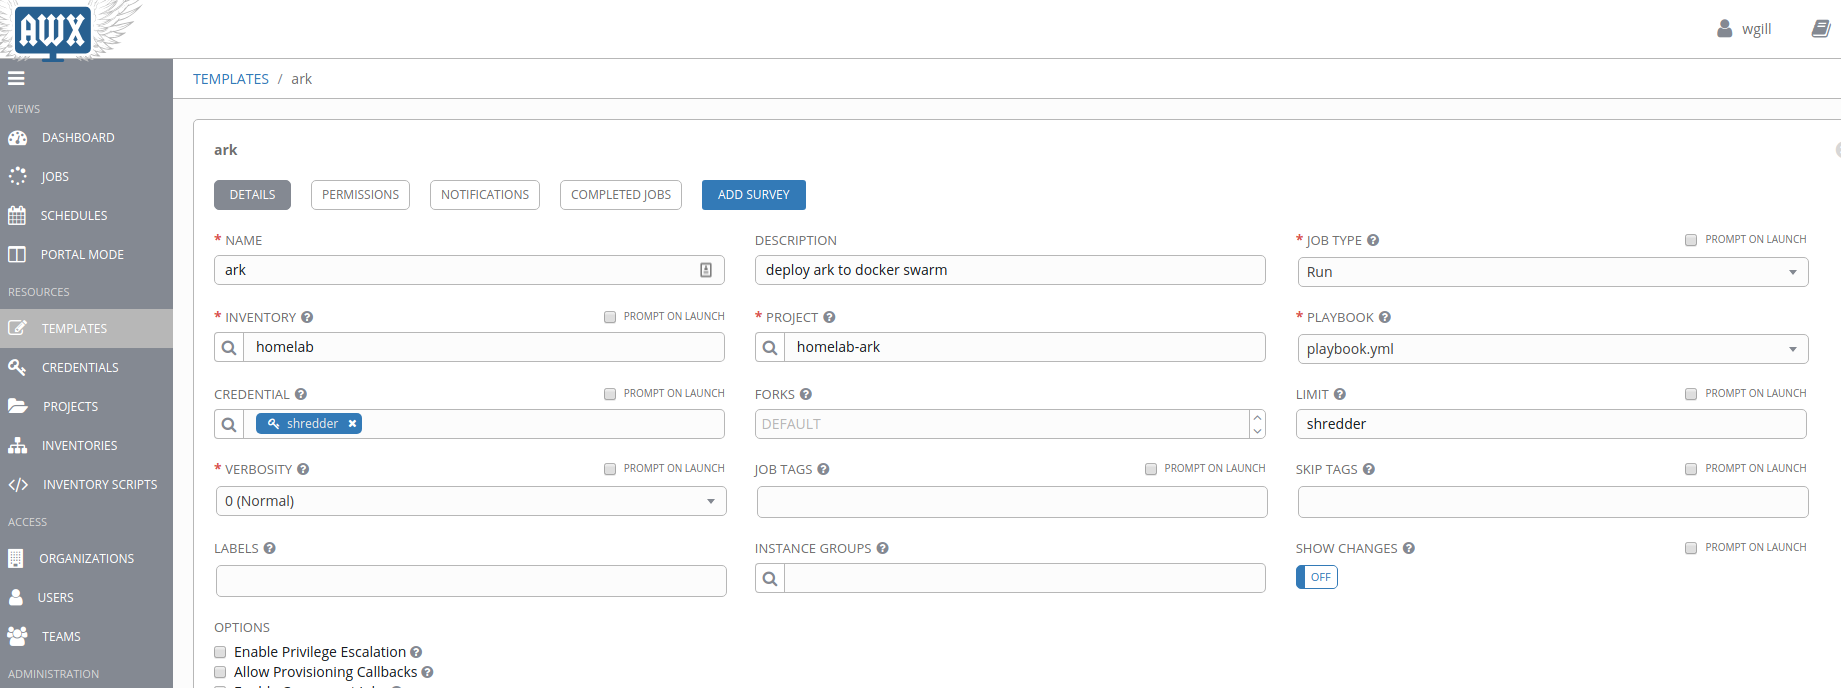 AWX
wgill
TEMPLATES / ark
VIEWS
DASHBOARD
JOBS
SCHEDULES
PORTAL MODE
RESOURCES
TEMPLATES
CREDENTIALS
PROJECTS
INVENTORIES
INVENTORY SCRIPTS
ACCESS
ORGANIZATIONS
USERS
TEAMS
ADMINISTRATION
ark
DETAILS PERMISSIONS NOTIFICATIONS COMPLETED JOBS ADD SURVEY
* NAME DESCRIPTION * JOB TYPE ? PROMPT ON LAUNCH
ark deploy ark to docker swarm Run
* INVENTORY ? PROMPT ON LAUNCH * PROJECT ? * PLAYBOOK ?
homelab homelab-ark playbook.yml
CREDENTIAL ? PROMPT ON LAUNCH FORKS ? LIMIT ? PROMPT ON LAUNCH
shredder × DEFAULT shredder
* VERBOSITY ? PROMPT ON LAUNCH JOB TAGS ? PROMPT ON LAUNCH SKIP TAGS ? PROMPT ON LAUNCH
0 (Normal)
LABELS ? INSTANCE GROUPS ? SHOW CHANGES ? PROMPT ON LAUNCH
OFF
OPTIONS
Enable Privilege Escalation ?
Allow Provisioning Callbacks ?